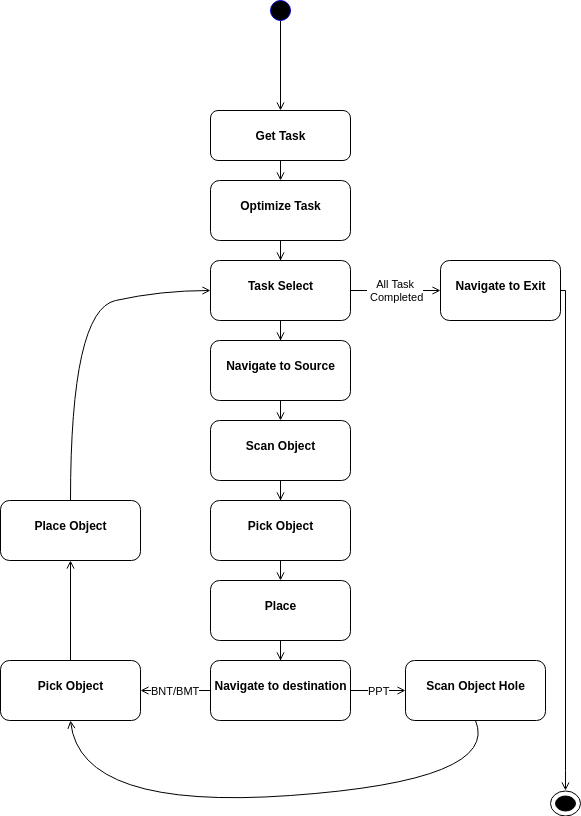 Get Task
Optimize Task
Task Select
All Task
Completed
Navigate to Exit
Navigate to Source
Scan Object
Place Object
Pick Object
Place
Pick Object
BNT/BMT
Navigate to destination
PPT
Scan Object Hole